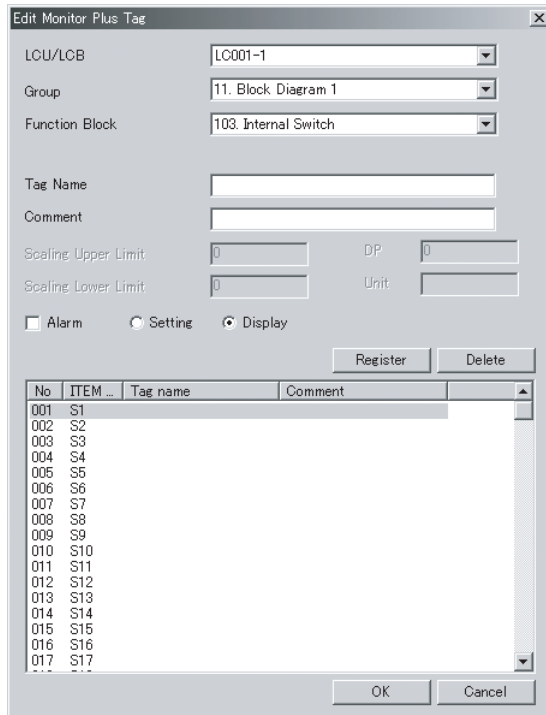 Edit Monitor Plus Tag
LCU/LCB LC001-1
Group 11. Block Diagram 1
Function Block 103. Internal Switch
Tag Name
Comment
Scaling Upper Limit 0 DP 0
Scaling Lower Limit 0 Unit
Alarm Setting Display
Register Delete
No ITEM ... Tag name Comment
001 S1
002 S2
003 S3
004 S4
005 S5
006 S6
007 S7
008 S8
009 S9
010 S10
011 S11
012 S12
013 S13
014 S14
015 S15
016 S16
017 S17
OK Cancel